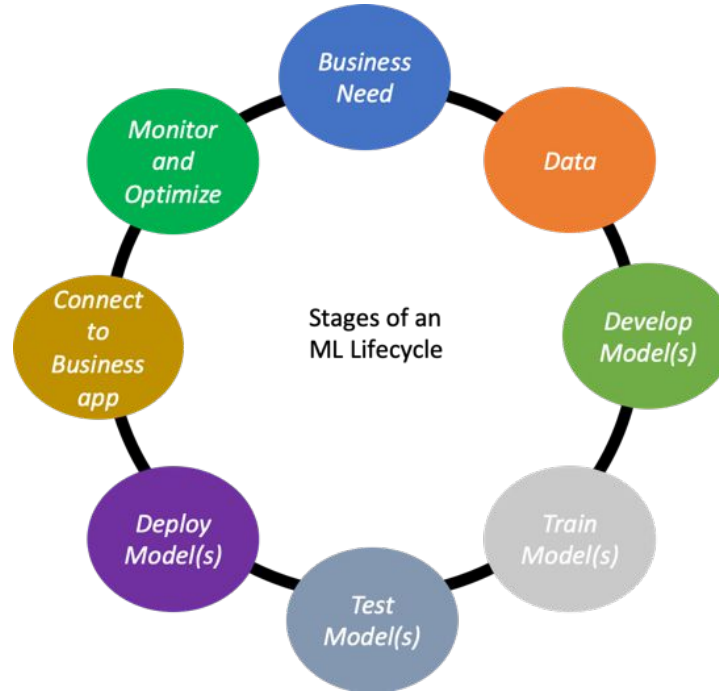 Business
Need
Data
Develop
Model(s)
Train
Model(s)
Test
Model(s)
Deploy
Model(s)
Connect
to
Business
app
Monitor
and
Optimize
Stages of an
ML Lifecycle